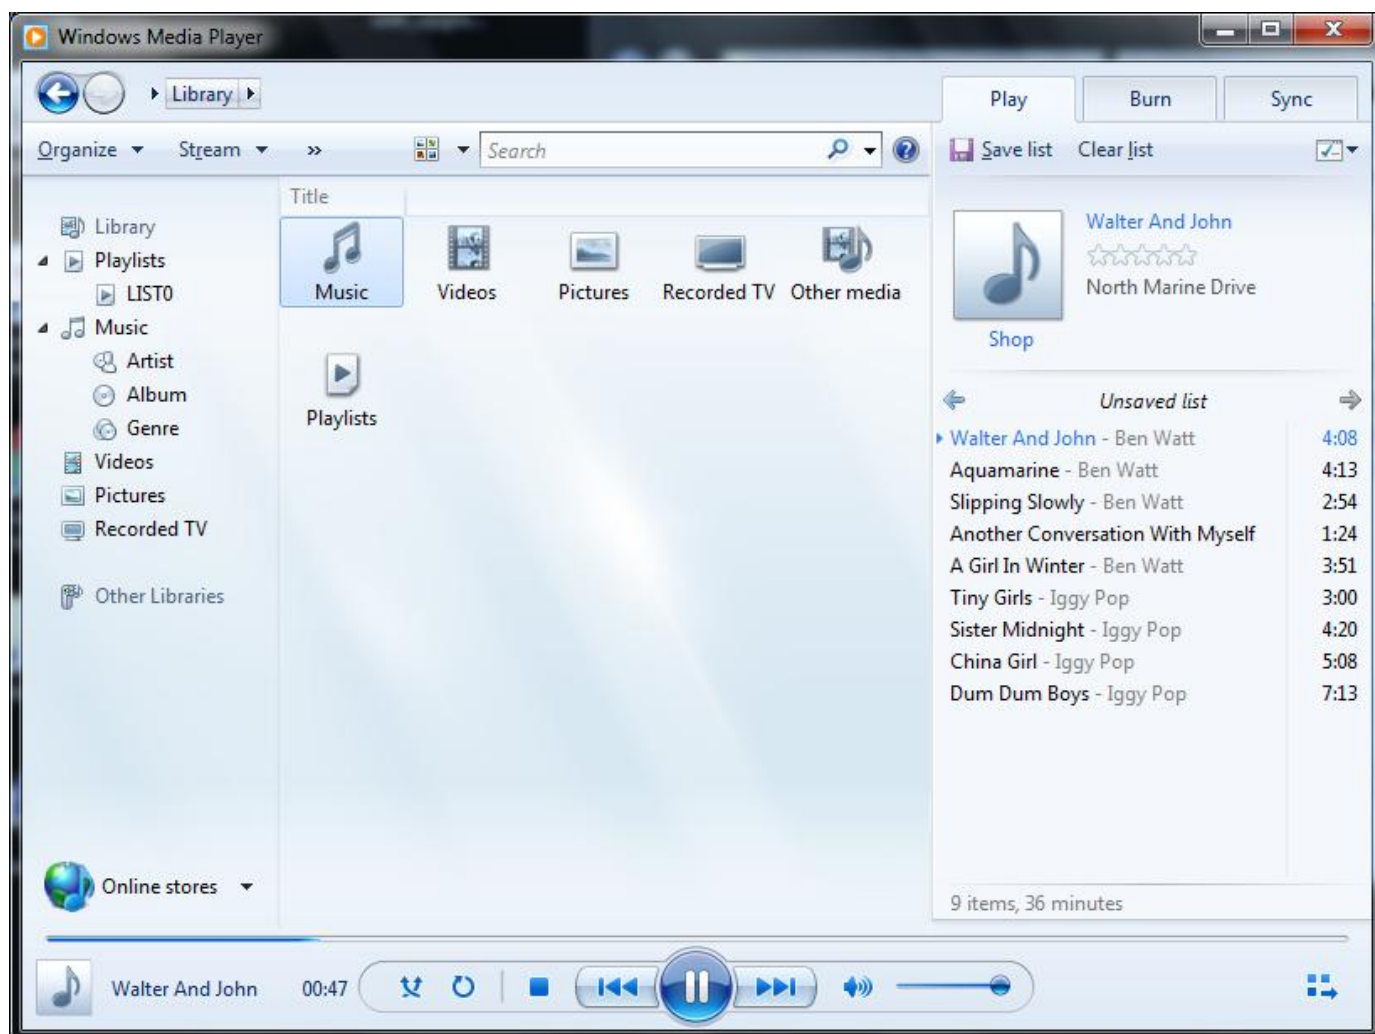 Windows Media Player
Library
Play
Burn
Sync
Organize
Stream
»
Search
Save list
Clear list
Title
Library
Playlists
LIST0
Music
Artist
Album
Genre
Videos
Pictures
Recorded TV
Other Libraries
Online stores
Music
Videos
Pictures
Recorded TV
Other media
Playlists
Walter And John
North Marine Drive
Shop
Unsaved list
Walter And John - Ben Watt 4:08
Aquamarine - Ben Watt 4:13
Slipping Slowly - Ben Watt 2:54
Another Conversation With Myself 1:24
A Girl In Winter - Ben Watt 3:51
Tiny Girls - Iggy Pop 3:00
Sister Midnight - Iggy Pop 4:20
China Girl - Iggy Pop 5:08
Dum Dum Boys - Iggy Pop 7:13
9 items, 36 minutes
Walter And John 00:47